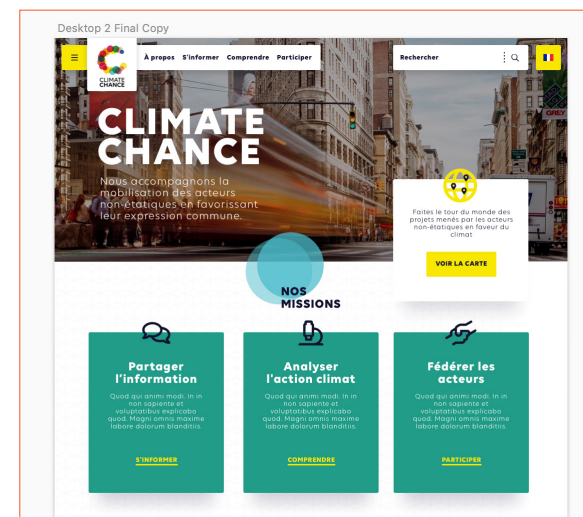 Desktop 2 Final Copy
CLIMATE
CHANCE
À propos S'informer Comprendre Participer
Rechercher
GREY
CLIMATE
CHANCE
Nous accompagnons la
mobilisation des acteurs
non-étatiques en favorisant
leur expression commune.
Faites le tour du monde des
projets menés par les acteurs
non-étatiques en faveur du
climat
VOIR LA CARTE
NOS
MISSIONS
Partager
l'information
Quod qui animi modi. In in
non sapiente et
voluptatibus explicabo
quod. Magni omnis maxime
labore dolorum blanditiis.
S'INFORMER
Analyser
l'action climat
Quod qui animi modi. In in
non sapiente et
voluptatibus explicabo
quod. Magni omnis maxime
labore dolorum blanditiis.
COMPRENDRE
Fédérer les
acteurs
Quod qui animi modi. In in
non sapiente et
voluptatibus explicabo
quod. Magni omnis maxime
labore dolorum blanditiis.
PARTICIPER